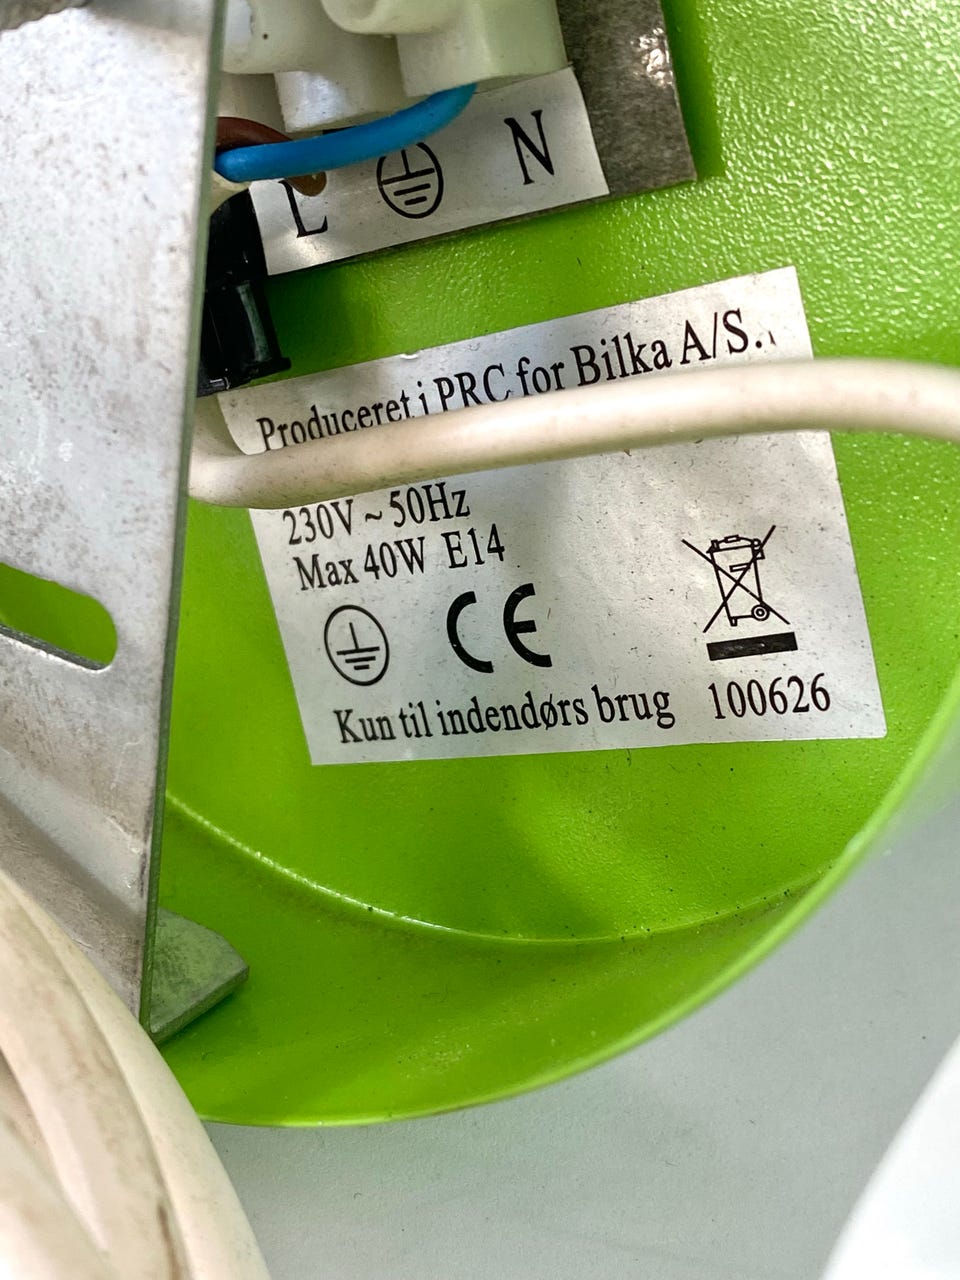 L N
Produceret i PRC for Bilka A/S.
230V ~ 50Hz
Max 40W E14
CE
Kun til indendørs brug 100626